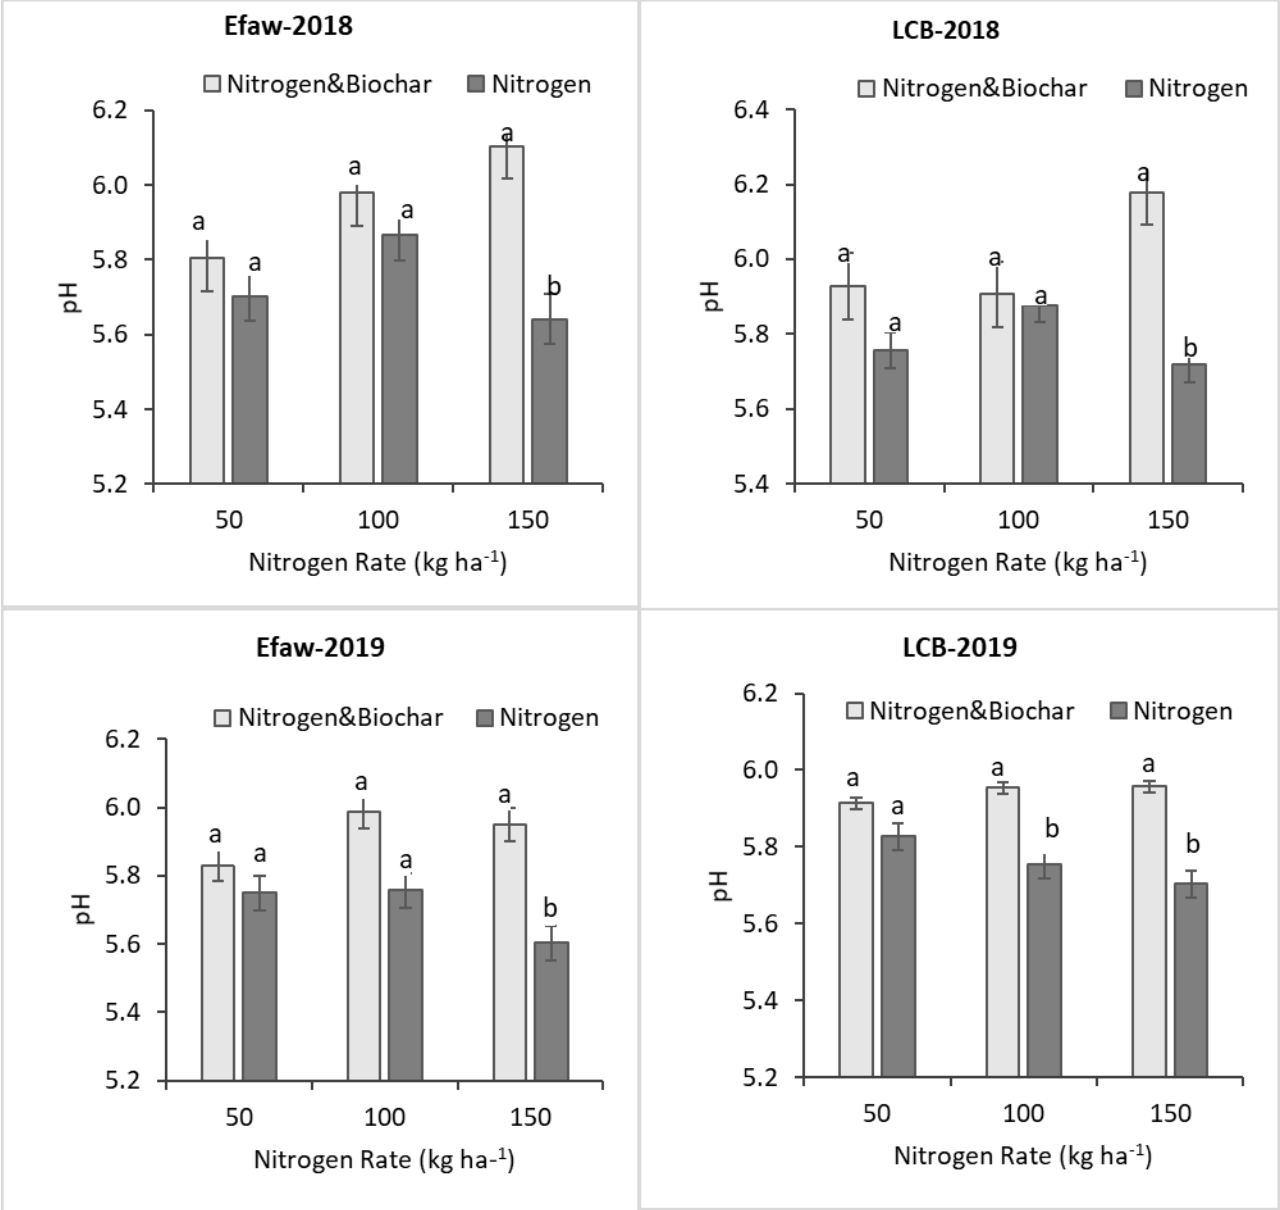 Efaw-2018
Nitrogen&Biochar Nitrogen
6.2
6.0
5.8
5.6
5.4
5.2
pH
a a a a a b
50 100 150
Nitrogen Rate (kg ha-1)
LCB-2018
Nitrogen&Biochar Nitrogen
6.4
6.2
6.0
5.8
5.6
5.4
pH
a a a a a b
50 100 150
Nitrogen Rate (kg ha-1)
Efaw-2019
Nitrogen&Biochar Nitrogen
6.2
6.0
5.8
5.6
5.4
5.2
pH
a a a a a b
50 100 150
Nitrogen Rate (kg ha-1)
LCB-2019
Nitrogen&Biochar Nitrogen
6.2
6.0
5.8
5.6
5.4
5.2
pH
a a a b a b
50 100 150
Nitrogen Rate (kg ha-1)